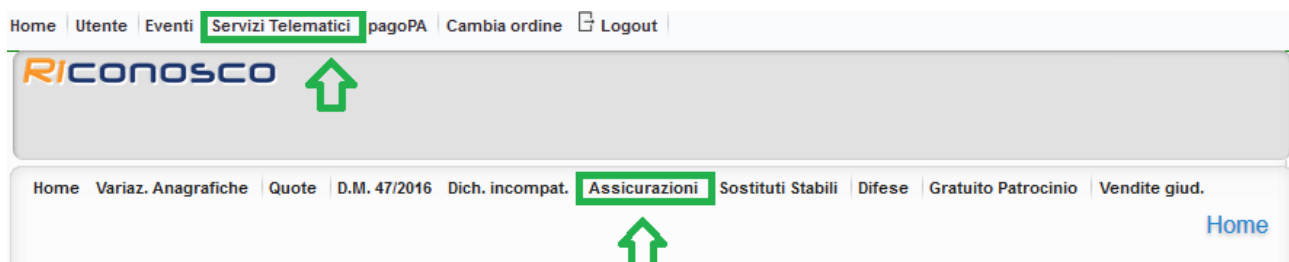 Home Utente Eventi Servizi Telematici pagoPA Cambia ordine Logout
RIconosco
Home Variaz. Anagrafiche Quote D.M. 47/2016 Dich. incompat. Assicurazioni Sostituti Stabili Difese Gratuito Patrocinio Vendite giud.
Home